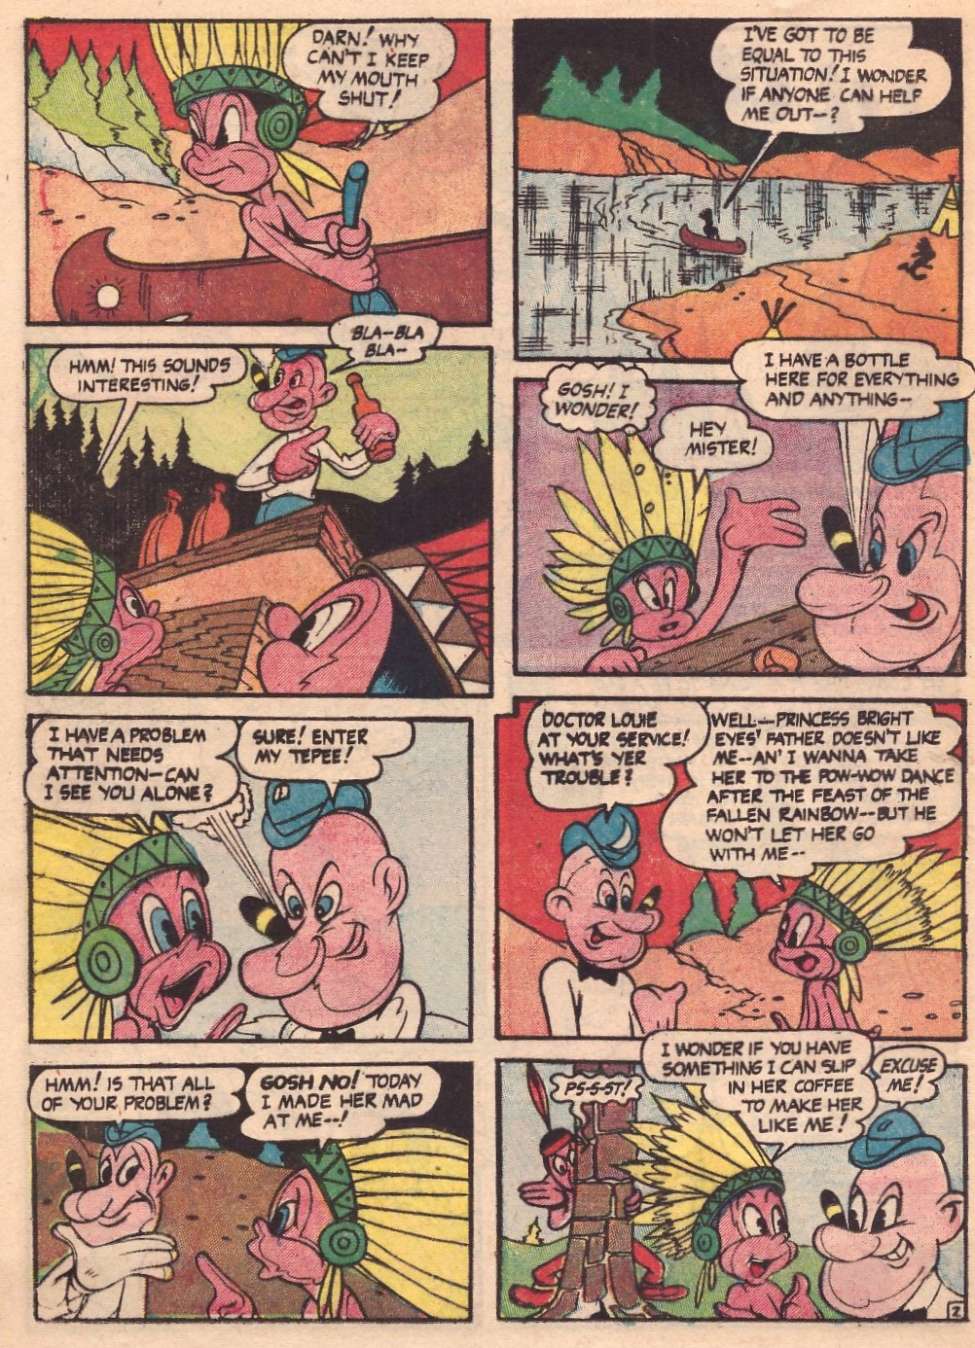 DARN! WHY
CAN'T I KEEP
MY MOUTH
SHUT!
I'VE GOT TO BE
EQUAL TO THIS
SITUATION! I WONDER
IF ANYONE CAN HELP
ME OUT--?
HMM! THIS SOUNDS
INTERESTING!
BLA-BLA
BLA-
GOSH! I
WONDER!
HEY
MISTER!
I HAVE A BOTTLE
HERE FOR EVERYTHING
AND ANYTHING--
I HAVE A PROBLEM
THAT NEEDS
ATTENTION--CAN
I SEE YOU ALONE?
SURE! ENTER
MY TEPEE!
DOCTOR LOUIE
AT YOUR SERVICE!
WHAT'S YER
TROUBLE?
WELL--PRINCESS BRIGHT
EYES' FATHER DOESN'T LIKE
ME--AN' I WANNA TAKE
HER TO THE POW-WOW DANCE
AFTER THE FEAST OF THE
FALLEN RAINBOW--BUT HE
WON'T LET HER GO
WITH ME--
HMM! IS THAT ALL
OF YOUR PROBLEM?
GOSH NO! TODAY
I MADE HER MAD
AT ME--!
PS-S-ST!
I WONDER IF YOU HAVE
SOMETHING I CAN SLIP
IN HER COFFEE
TO MAKE HER
LIKE ME!
EXCUSE
ME!
2